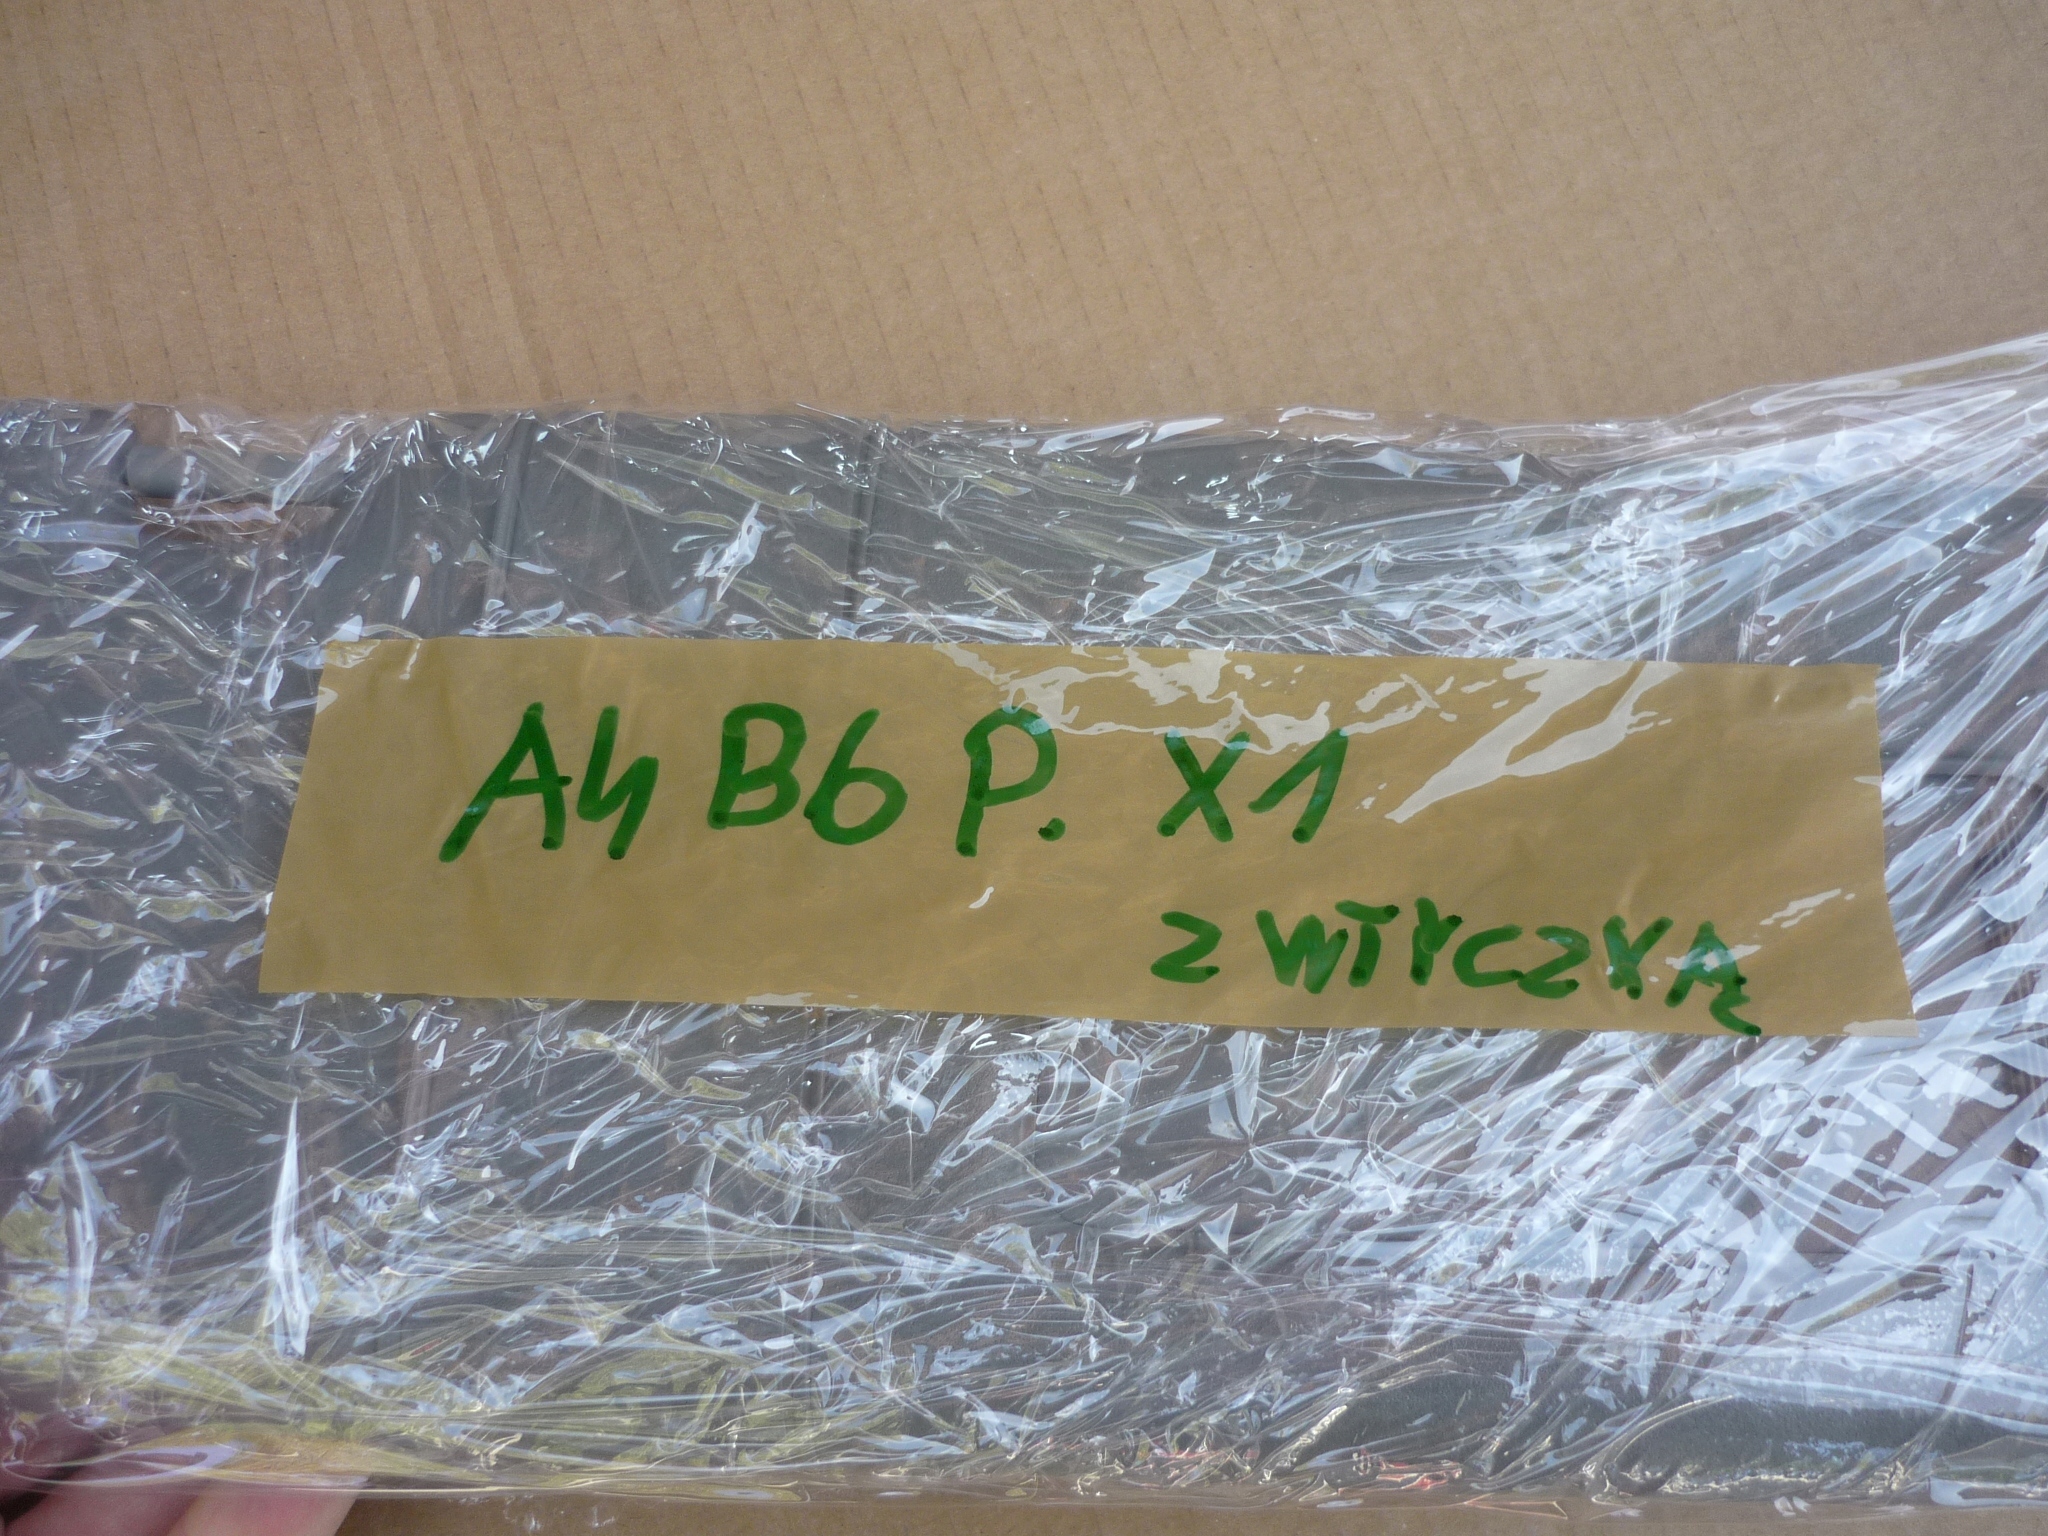 A4 B6 P. X1
Z WTYCZKĄ